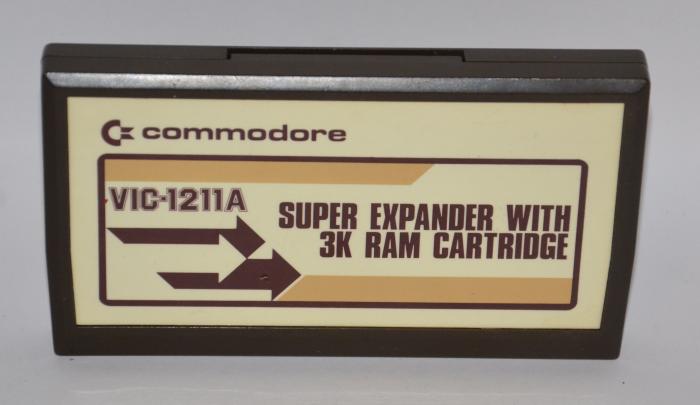 commodore
VIC-1211A
SUPER EXPANDER WITH
3K RAM CARTRIDGE